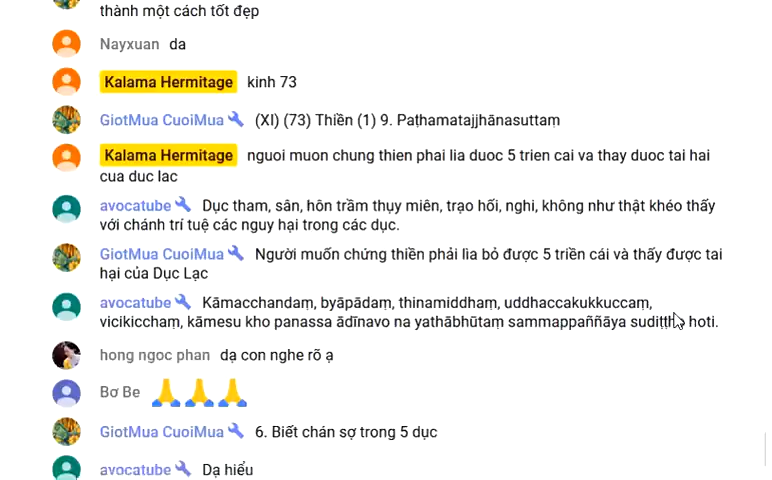 thành một cách tốt đẹp
Nayxuan da
Kalama Hermitage kinh 73
GiotMua CuoiMua (XI) (73) Thiền (1) 9. Paṭhamatajjhānasuttaṃ
Kalama Hermitage nguoi muon chung thien phai lia duoc 5 trien cai va thay duoc tai hai
cua duc lac
avocatube Dục tham, sân, hôn trầm thụy miên, trạo hối, nghi, không như thật khéo thấy
với chánh trí tuệ các nguy hại trong các dục.
GiotMua CuoiMua Người muốn chứng thiền phải lìa bỏ được 5 triền cái và thấy được tai
hại của Dục Lạc
avocatube Kāmacchandaṃ, byāpādaṃ, thinamiddhaṃ, uddhaccakukkuccaṃ,
vicikicchaṃ, kāmesu kho panassa ādīnavo na yathābhūtaṃ sammappaññāya hoti.
hong ngoc phan dạ con nghe rõ ạ
Bơ Be 🙏🙏🙏
GiotMua CuoiMua 6. Biết chán sợ trong 5 dục
avocatube Dạ hiểu